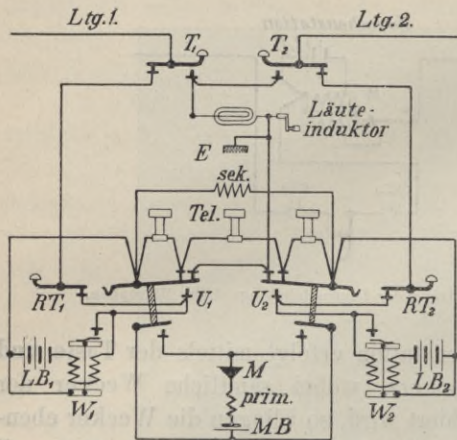 Ltg.1.
Ltg.2.
T1
T2
Läute-
induktor
E
sek.
Tel.
RT1
U1
U2
RT2
LB1
W1
M
prim.
MB
W2
LB2